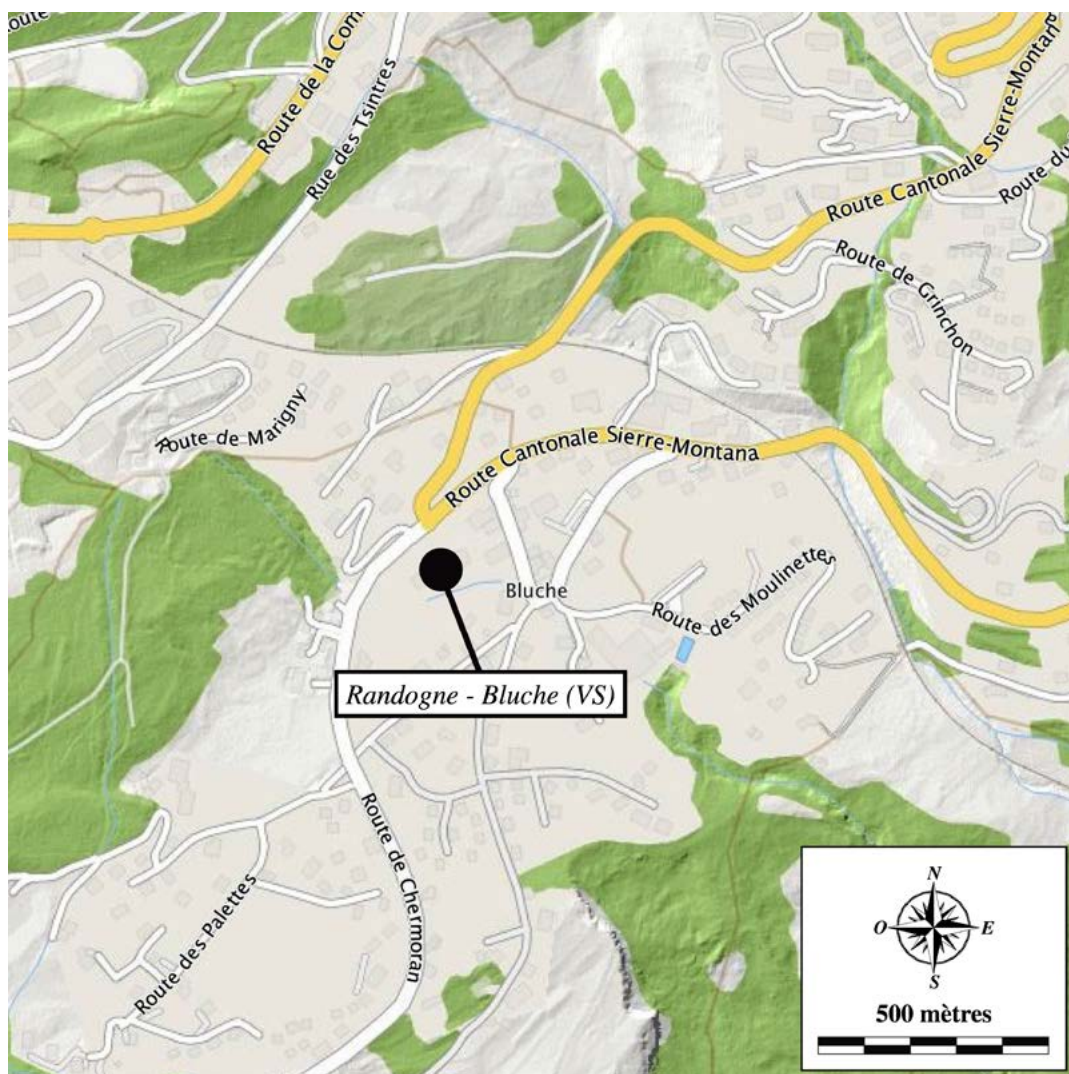 Route de la Com
Rue des Tsintres
Route Cantonale Sierre-Montana
Route Cantonale Sierre-Montan
Route du
Route de Grinchon
Route de Marigny
Bluche
Route des Moulinettes
Randogne - Bluche (VS)
Route de Chermoran
Route des Palettes
N
O
E
S
500 mètres